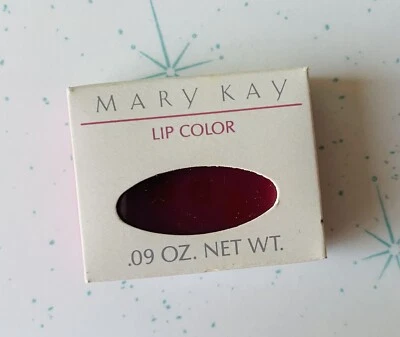 MARY KAY
LIP COLOR
.09 OZ. NET WT.